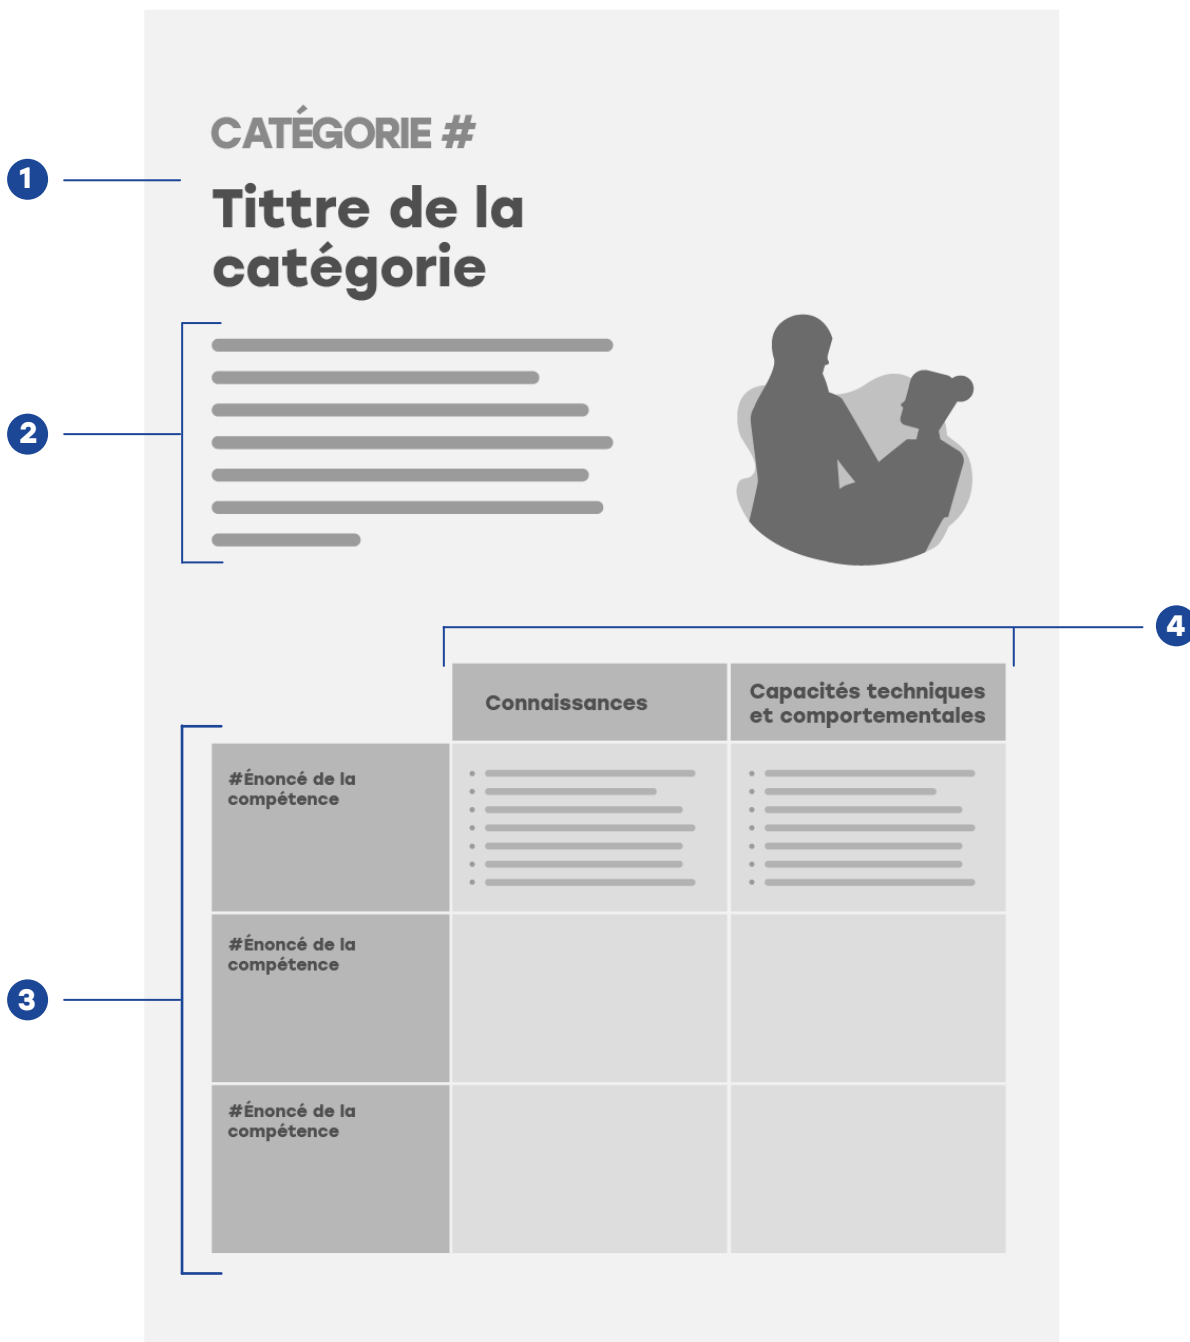 CATÉGORIE #
1
Tittre de la
catégorie
2
4
Connaissances
Capacités techniques
et comportementales
#Énoncé de la
compétence
#Énoncé de la
compétence
3
#Énoncé de la
compétence